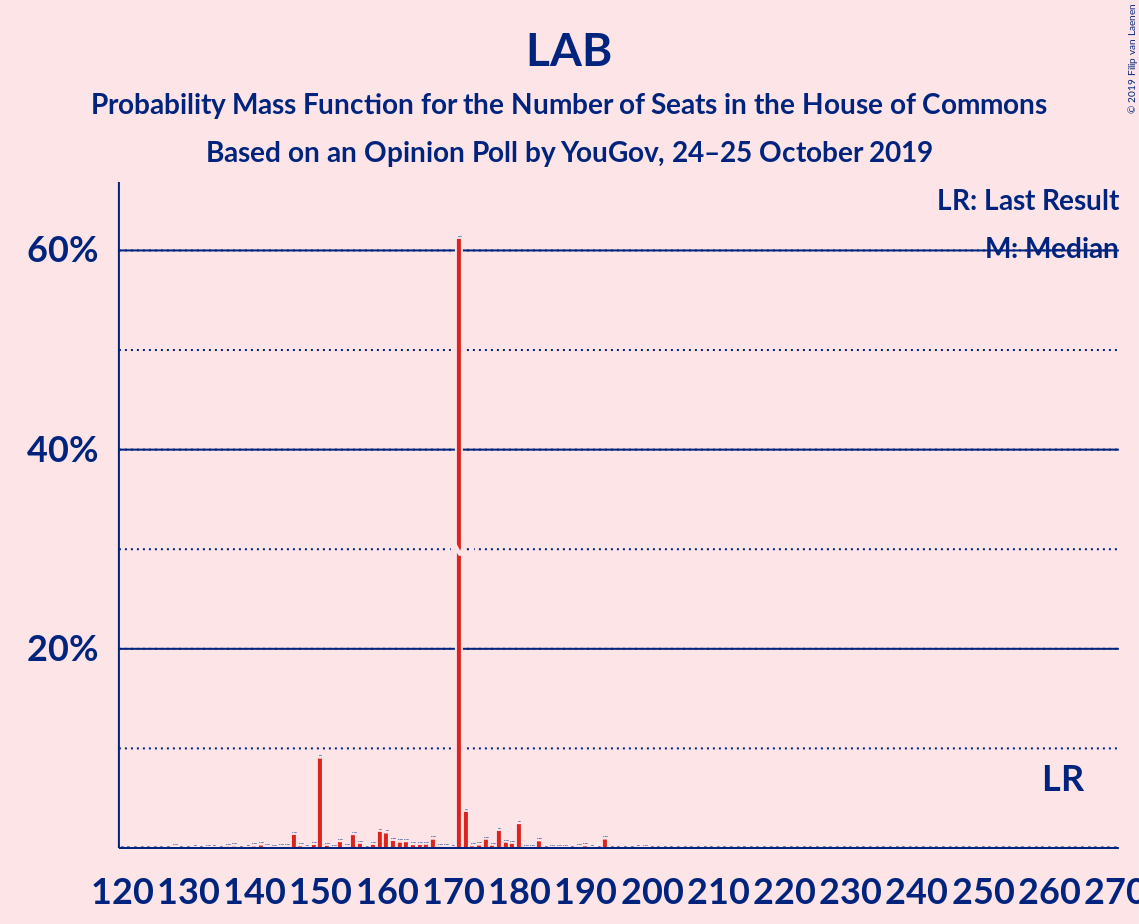 LAB
Probability Mass Function for the Number of Seats in the House of Commons
Based on an Opinion Poll by YouGov, 24–25 October 2019
© 2019 Filip van Laenen
LR: Last Result
M: Median
60%
40%
20%
LR
120 130 140 150 160 170 180 190 200 210 220 230 240 250 260 270